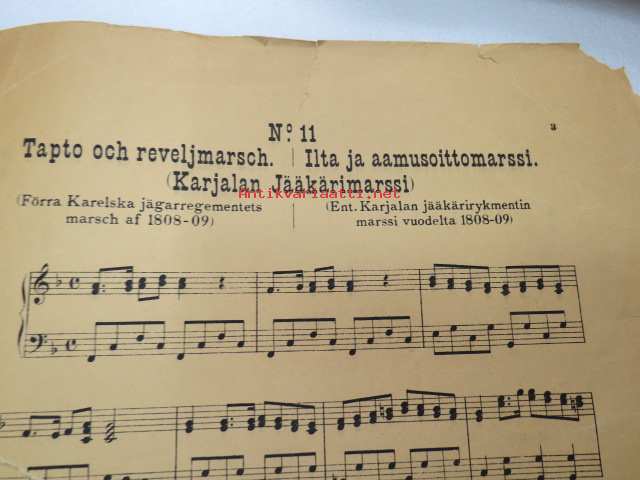 3
Nọ 11
Tapto och reveljmarsch. | Ilta ja aamusoittomarssi.
(Karjalan Jääkärimarssi)
Antikvariaatti.net
(Förra Karelska jägarregementets marsch af 1808-09)
(Ent. Karjalan jääkärirykmentin marssi vuodelta 1808-09)